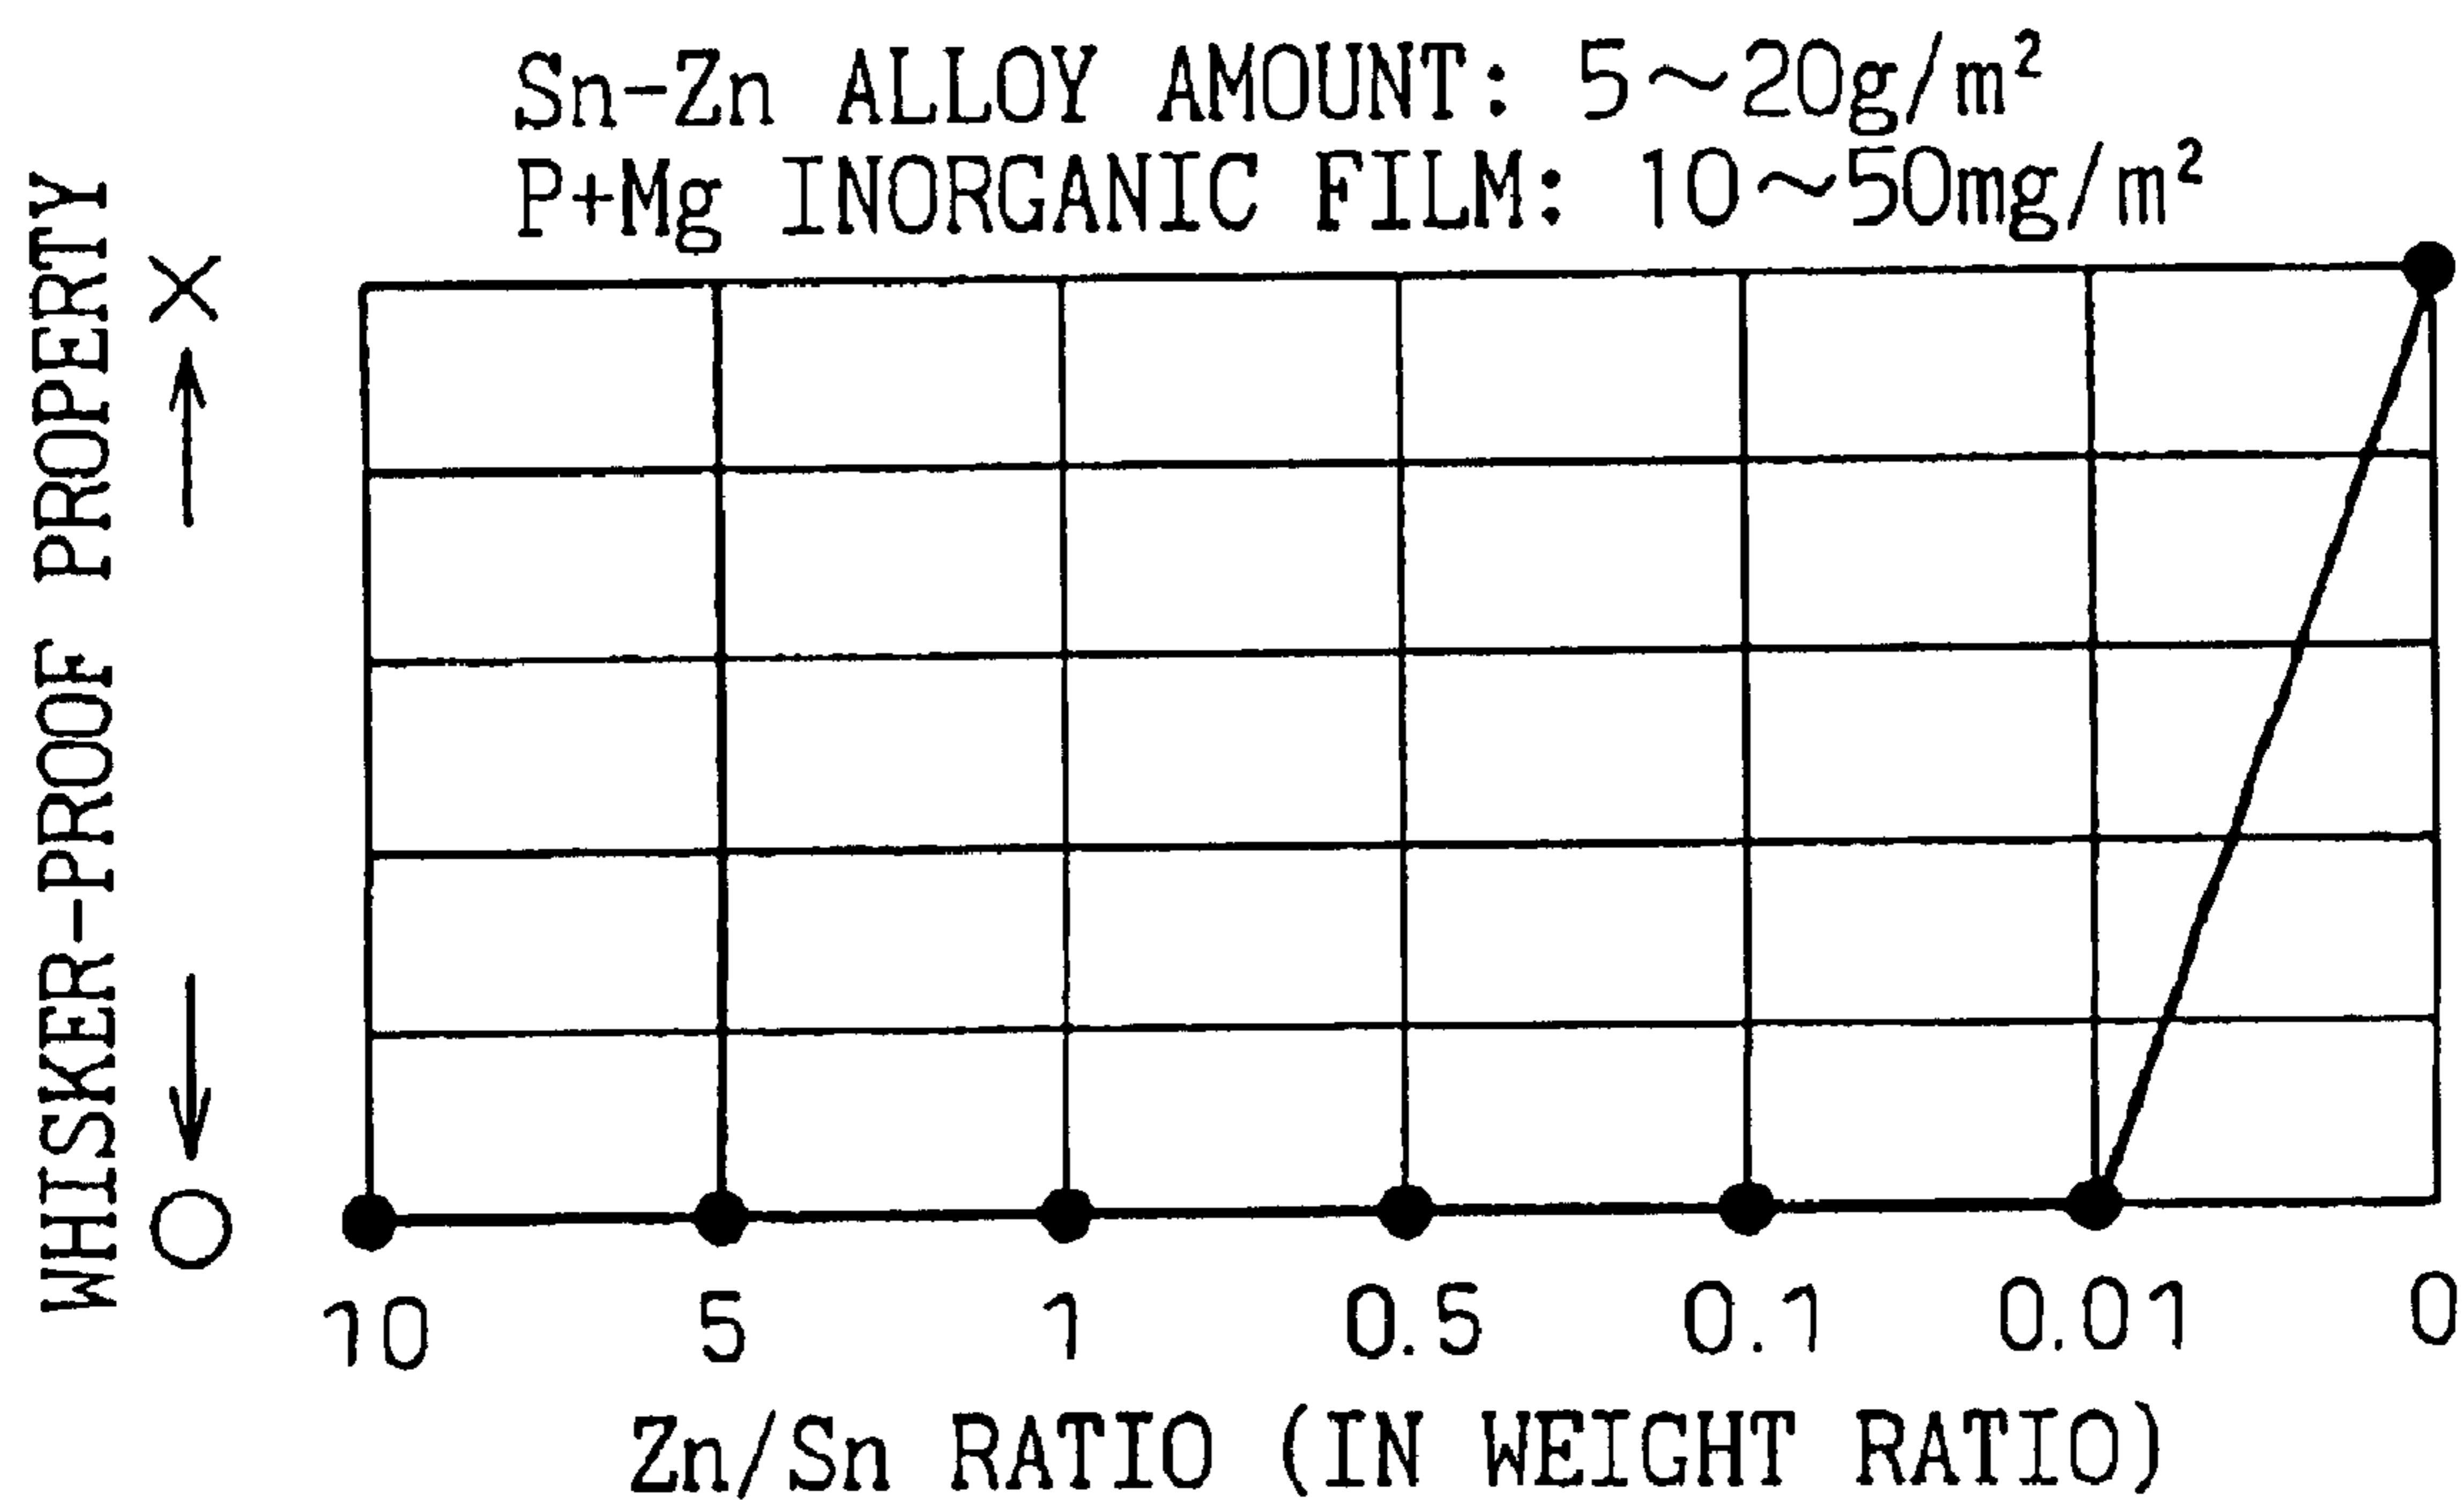 Sn-Zn ALLOY AMOUNT: 5~20g/m²
P+Mg INORGANIC FILM: 10~50mg/m²
WHISKER-PROOF PROPERTY
10 5 1 0.5 0.1 0.01 0
Zn/Sn RATIO (IN WEIGHT RATIO)